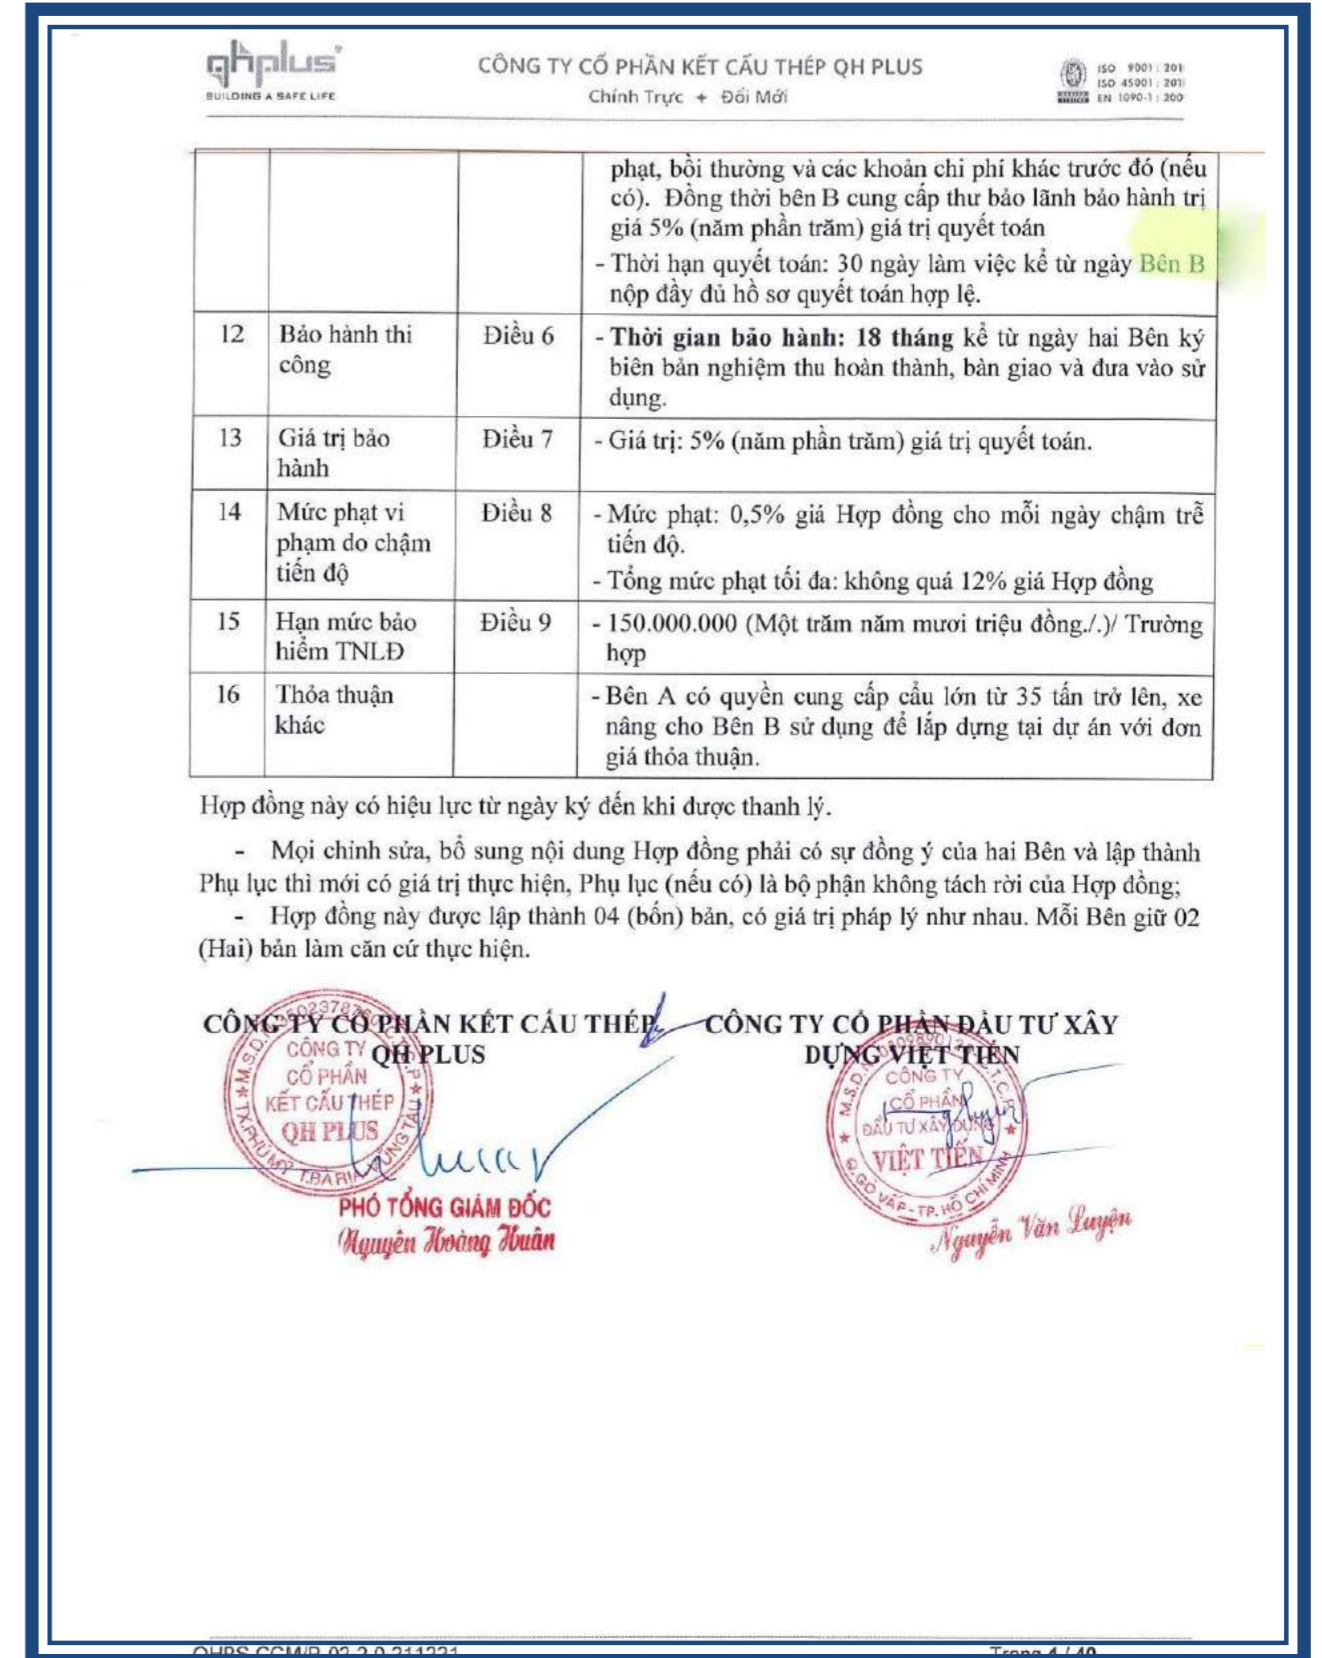 qhplus®
BUILDING A SAFE LIFE
CÔNG TY CỔ PHẦN KẾT CẤU THÉP QH PLUS
Chính Trực + Đổi Mới
ISO 9001 : 201
ISO 45001 : 201
EN 1090-1 : 200
phạt, bồi thường và các khoản chi phí khác trước đó (nếu
có). Đồng thời bên B cung cấp thư bảo lãnh bảo hành trị
giá 5% (năm phần trăm) giá trị quyết toán
- Thời hạn quyết toán: 30 ngày làm việc kể từ ngày Bên B
nộp đầy đủ hồ sơ quyết toán hợp lệ.
12 Bảo hành thi Điều 6 - Thời gian bảo hành: 18 tháng kể từ ngày hai Bên ký
công biên bản nghiệm thu hoàn thành, bàn giao và đưa vào sử
dụng.
13 Giá trị bảo Điều 7 - Giá trị: 5% (năm phần trăm) giá trị quyết toán.
hành
14 Mức phạt vi Điều 8 - Mức phạt: 0,5% giá Hợp đồng cho mỗi ngày chậm trễ
phạm do chậm tiến độ.
tiến độ - Tổng mức phạt tối đa: không quá 12% giá Hợp đồng
15 Hạn mức bảo Điều 9 - 150.000.000 (Một trăm năm mươi triệu đồng./.)/ Trường
hiểm TNLĐ hợp
16 Thỏa thuận - Bên A có quyền cung cấp cẩu lớn từ 35 tấn trở lên, xe
khác nâng cho Bên B sử dụng để lắp dựng tại dự án với đơn
giá thỏa thuận.
Hợp đồng này có hiệu lực từ ngày ký đến khi được thanh lý.
- Mọi chỉnh sửa, bổ sung nội dung Hợp đồng phải có sự đồng ý của hai Bên và lập thành
Phụ lục thì mới có giá trị thực hiện, Phụ lục (nếu có) là bộ phận không tách rời của Hợp đồng;
- Hợp đồng này được lập thành 04 (bốn) bản, có giá trị pháp lý như nhau. Mỗi Bên giữ 02
(Hai) bản làm căn cứ thực hiện.
CÔNG TY CỔ PHẦN KẾT CẤU THÉP
QH PLUS
CÔNG TY CỔ PHẦN ĐẦU TƯ XÂY
DỰNG VIỆT TIẾN
CÔNG TY
CỔ PHẦN
KẾT CẤU THÉP
QH PLUS
PHÓ TỔNG GIÁM ĐỐC
Nguyễn Hoàng Huân
CÔNG TY
CỔ PHẦN
ĐẦU TƯ XÂY DỰNG
VIỆT TIẾN
Q.GÒ VẤP - TP. HỒ CHÍ MINH
Nguyễn Văn Luyện